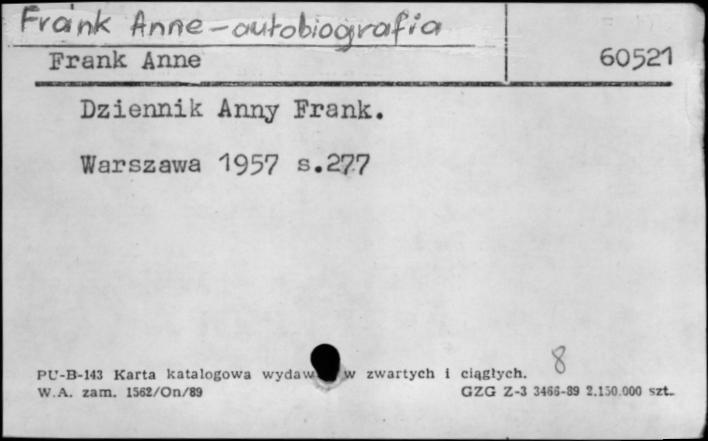 Frank Anne - autobiografia
Frank Anne 60521
Dziennik Anny Frank.
Warszawa 1957 s.277
8
PU-B-143 Karta katalogowa wydaw w zwartych i ciągłych.
W.A. zam. 1562/On/89 GZG Z-3 3466-89 2.150.000 szt.